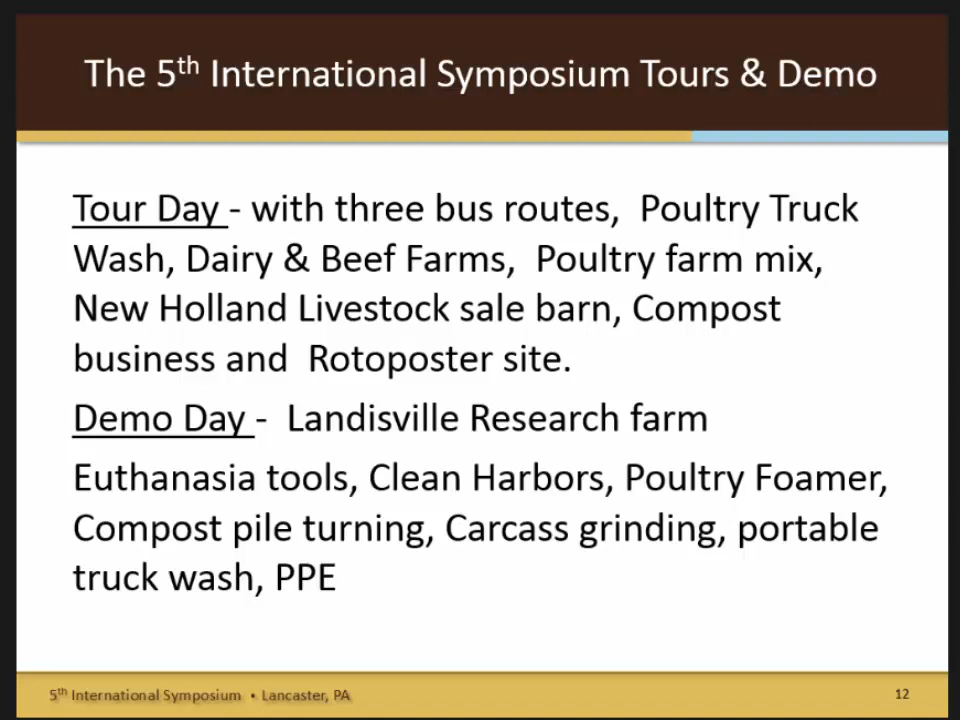 The 5th International Symposium Tours & Demo
Tour Day - with three bus routes, Poultry Truck
Wash, Dairy & Beef Farms, Poultry farm mix,
New Holland Livestock sale barn, Compost
business and Rotoposter site.
Demo Day - Landisville Research farm
Euthanasia tools, Clean Harbors, Poultry Foamer,
Compost pile turning, Carcass grinding, portable
truck wash, PPE
5th International Symposium • Lancaster, PA
12